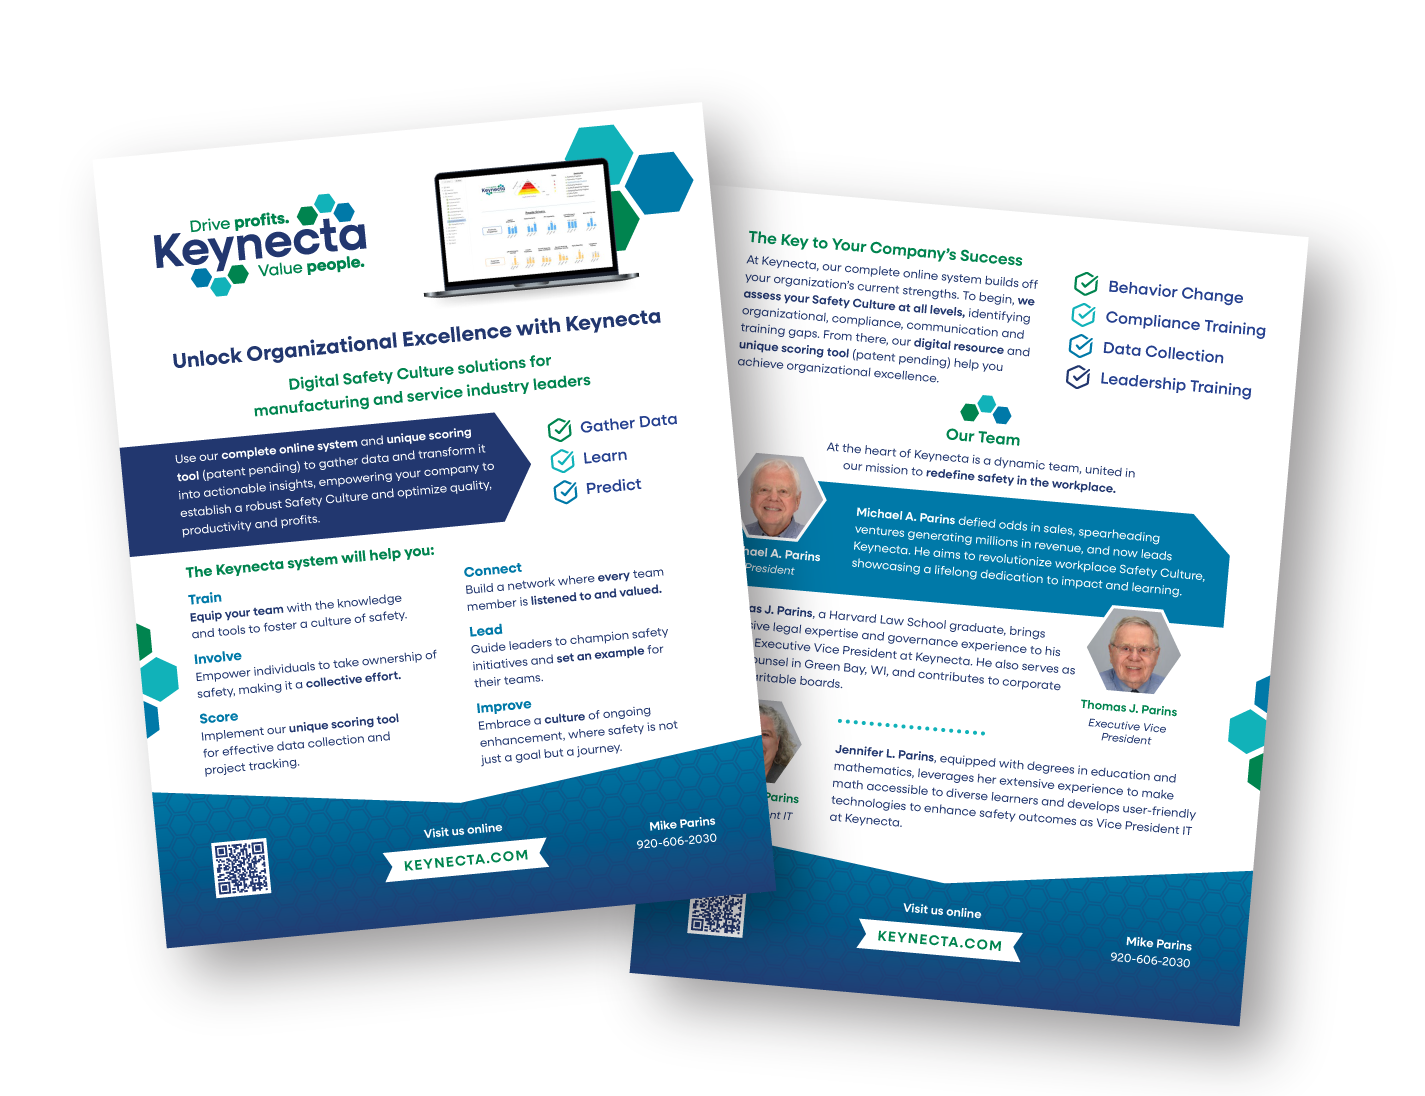 Drive profits.
Keynecta
Value people.
Keynecta
Unlock Organizational Excellence with Keynecta
Digital Safety Culture solutions for
manufacturing and service industry leaders
Use our complete online system and unique scoring
tool (patent pending) to gather data and transform it
into actionable insights, empowering your company to
establish a robust Safety Culture and optimize quality,
productivity and profits.
Gather Data
Learn
Predict
The Keynecta system will help you:
Train
Equip your team with the knowledge
and tools to foster a culture of safety.
Involve
Empower individuals to take ownership of
safety, making it a collective effort.
Score
Implement our unique scoring tool
for effective data collection and
project tracking.
Connect
Build a network where every team
member is listened to and valued.
Lead
Guide leaders to champion safety
initiatives and set an example for
their teams.
Improve
Embrace a culture of ongoing
enhancement, where safety is not
just a goal but a journey.
Visit us online
KEYNECTA.COM
Mike Parins
920-606-2030
The Key to Your Company's Success
At Keynecta, our complete online system builds off
your organization's current strengths. To begin, we
assess your Safety Culture at all levels, identifying
organizational, compliance, communication and
training gaps. From there, our digital resource and
unique scoring tool (patent pending) help you
achieve organizational excellence.
Behavior Change
Compliance Training
Data Collection
Leadership Training
Our Team
At the heart of Keynecta is a dynamic team, united in
our mission to redefine safety in the workplace.
hael A. Parins
President
Michael A. Parins defied odds in sales, spearheading
ventures generating millions in revenue, and now leads
Keynecta. He aims to revolutionize workplace Safety Culture,
showcasing a lifelong dedication to impact and learning.
as J. Parins, a Harvard Law School graduate, brings
sive legal expertise and governance experience to his
Executive Vice President at Keynecta. He also serves as
ounsel in Green Bay, WI, and contributes to corporate
aritable boards.
Thomas J. Parins
Executive Vice
President
Parins
nt IT
Jennifer L. Parins, equipped with degrees in education and
mathematics, leverages her extensive experience to make
math accessible to diverse learners and develops user-friendly
technologies to enhance safety outcomes as Vice President IT
at Keynecta.
Visit us online
KEYNECTA.COM
Mike Parins
920-606-2030